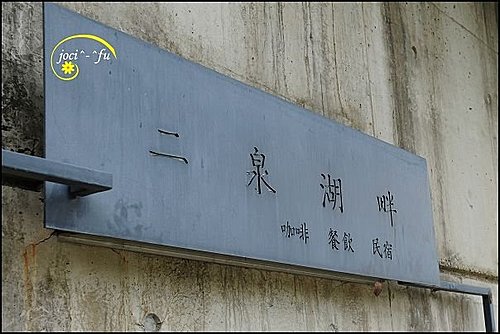 joci^-^fu
二泉湖畔
咖啡 餐飲 民宿